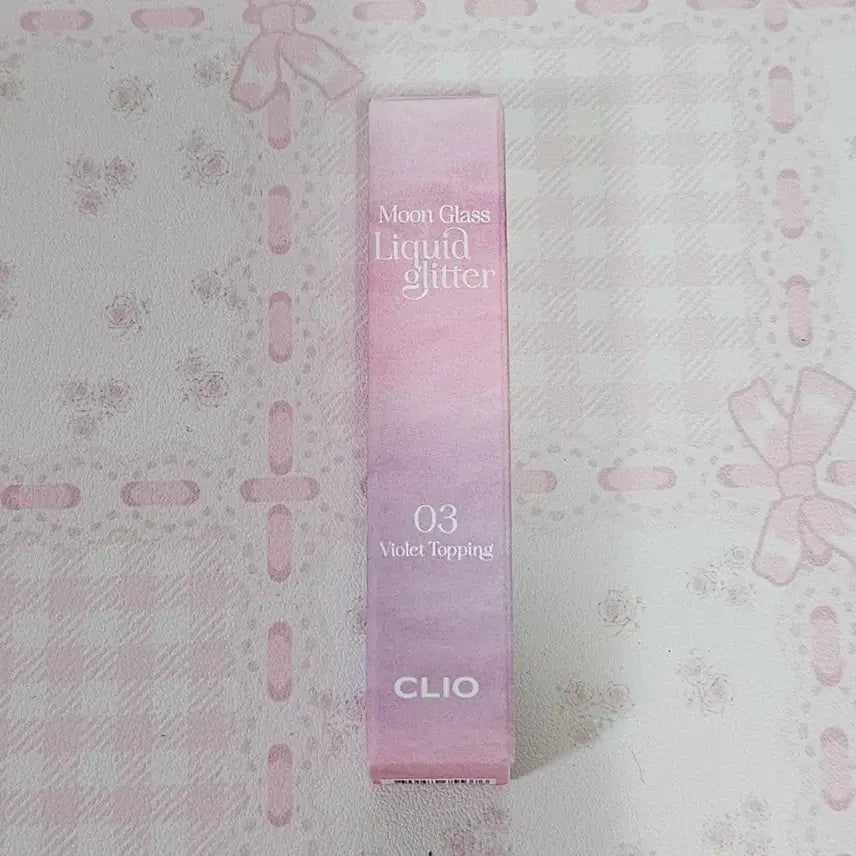 Moon Glass
Liquid
glitter
03
Violet Topping
CLIO